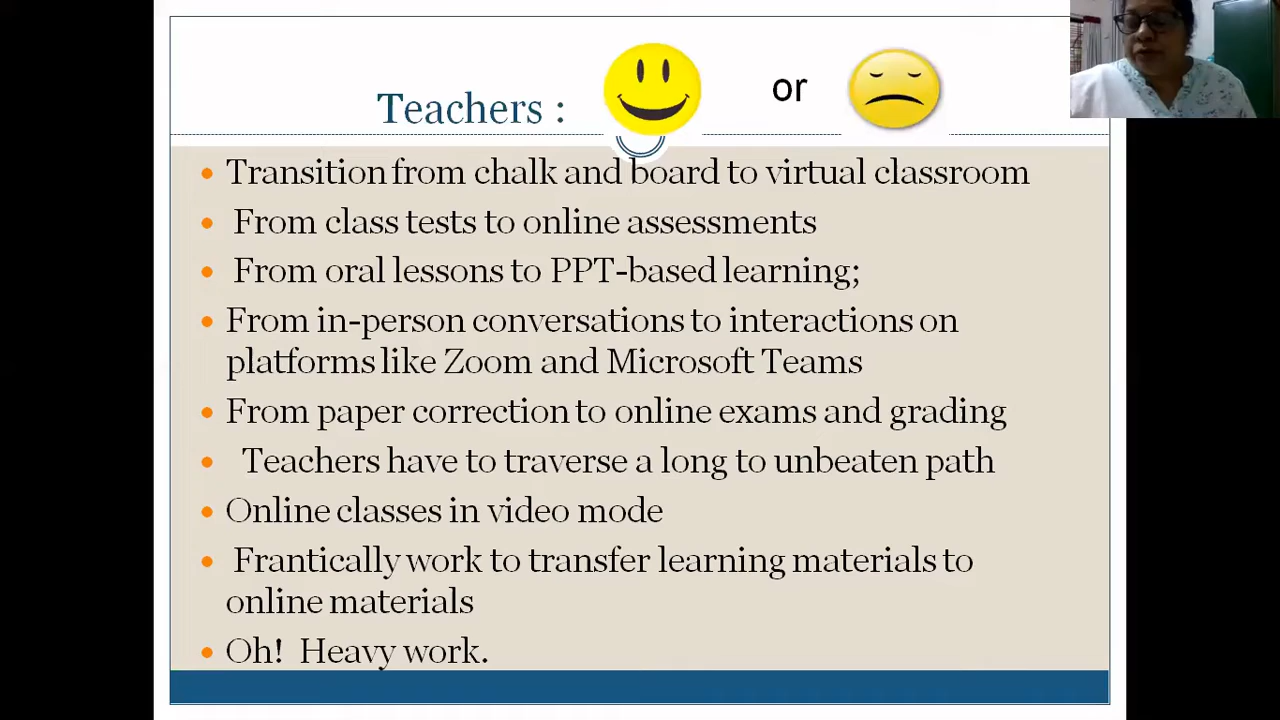 Teachers : or
• Transition from chalk and board to virtual classroom
• From class tests to online assessments
• From oral lessons to PPT-based learning;
• From in-person conversations to interactions on
platforms like Zoom and Microsoft Teams
• From paper correction to online exams and grading
• Teachers have to traverse a long to unbeaten path
• Online classes in video mode
• Frantically work to transfer learning materials to
online materials
• Oh! Heavy work.